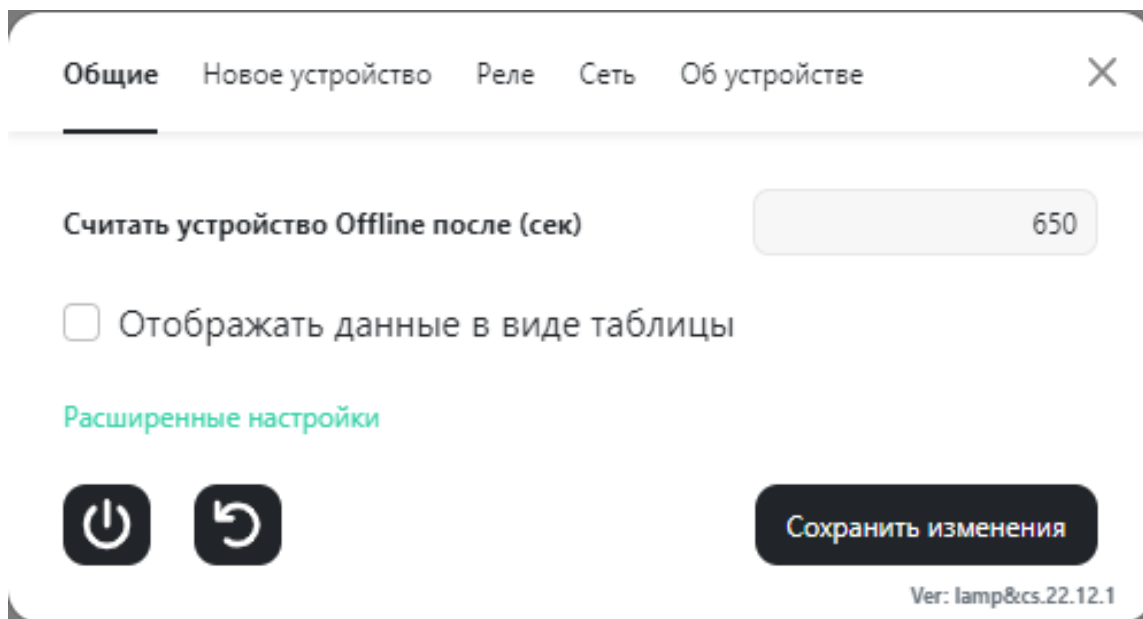 Общие Новое устройство Реле Сеть Об устройстве
Считать устройство Offline после (сек) 650
Отображать данные в виде таблицы
Расширенные настройки
Сохранить изменения
Ver: lamp&cs.22.12.1